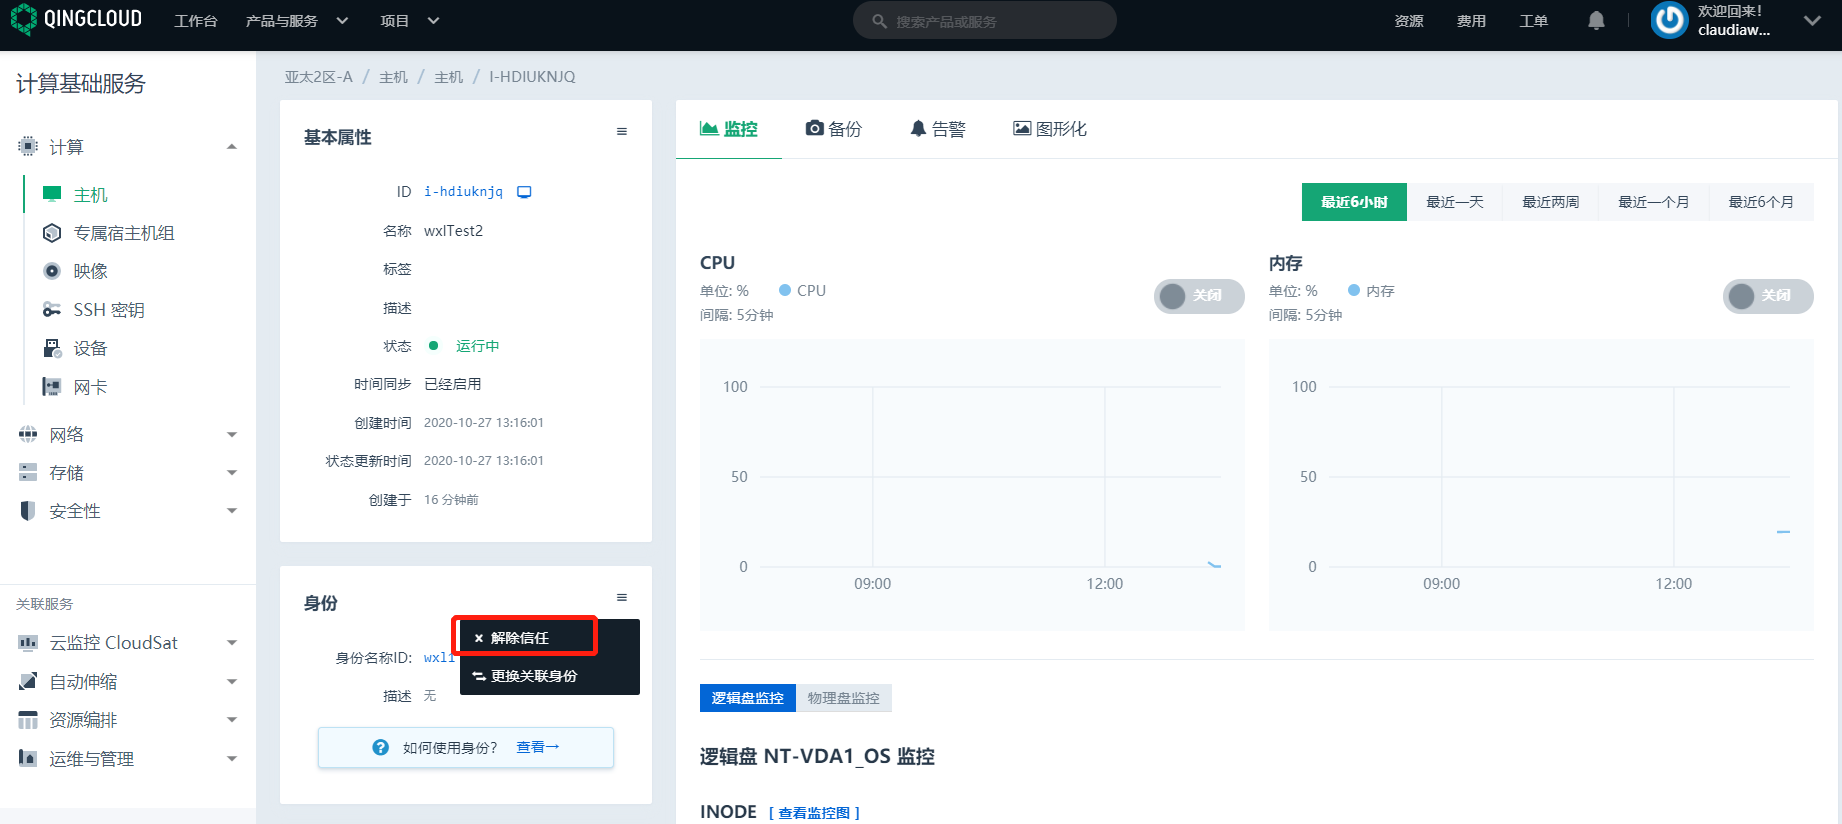 QINGCLOUD 工作台 产品与服务 项目 搜索产品或服务 资源 费用 工单 欢迎回来!
claudiaw...
计算基础服务
计算
主机
专属宿主机组
映像
SSH 密钥
设备
网卡
网络
存储
安全性
关联服务
云监控 CloudSat
自动伸缩
资源编排
运维与管理
亚太2区-A / 主机 / 主机 / I-HDIUKNJQ
基本属性
ID i-hdiuknjq
名称 wxlTest2
标签
描述
状态 运行中
时间同步 已经启用
创建时间 2020-10-27 13:16:01
状态更新时间 2020-10-27 13:16:01
创建于 16 分钟前
身份
× 解除信任
身份名称ID: wxl1
更换关联身份
描述 无
? 如何使用身份? 查看→
监控 备份 告警 图形化
最近6小时 最近一天 最近两周 最近一个月 最近6个月
CPU
单位: % CPU
间隔: 5分钟
关闭
100
50
0
09:00 12:00
内存
单位: % 内存
间隔: 5分钟
关闭
100
50
0
09:00 12:00
逻辑盘监控 物理盘监控
逻辑盘 NT-VDA1_OS 监控
INODE [ 查看监控图 ]